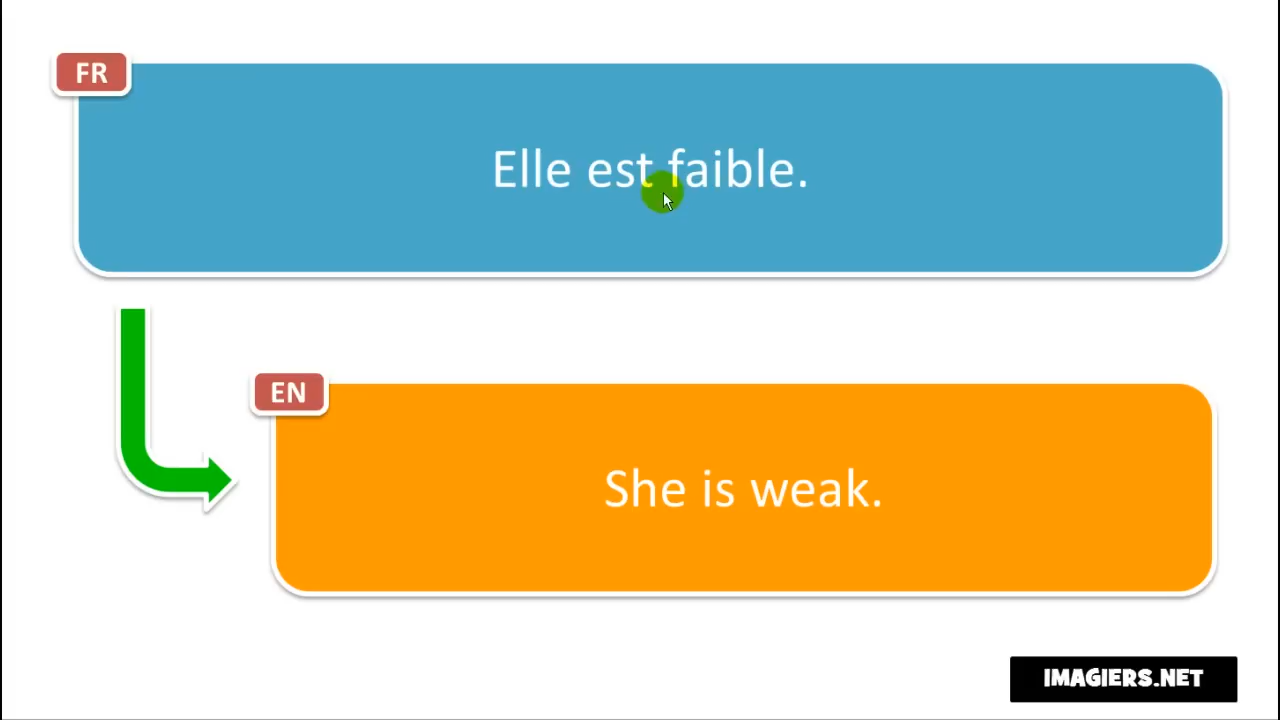 FR
Elle est faible.
EN
She is weak.
IMAGIERS.NET